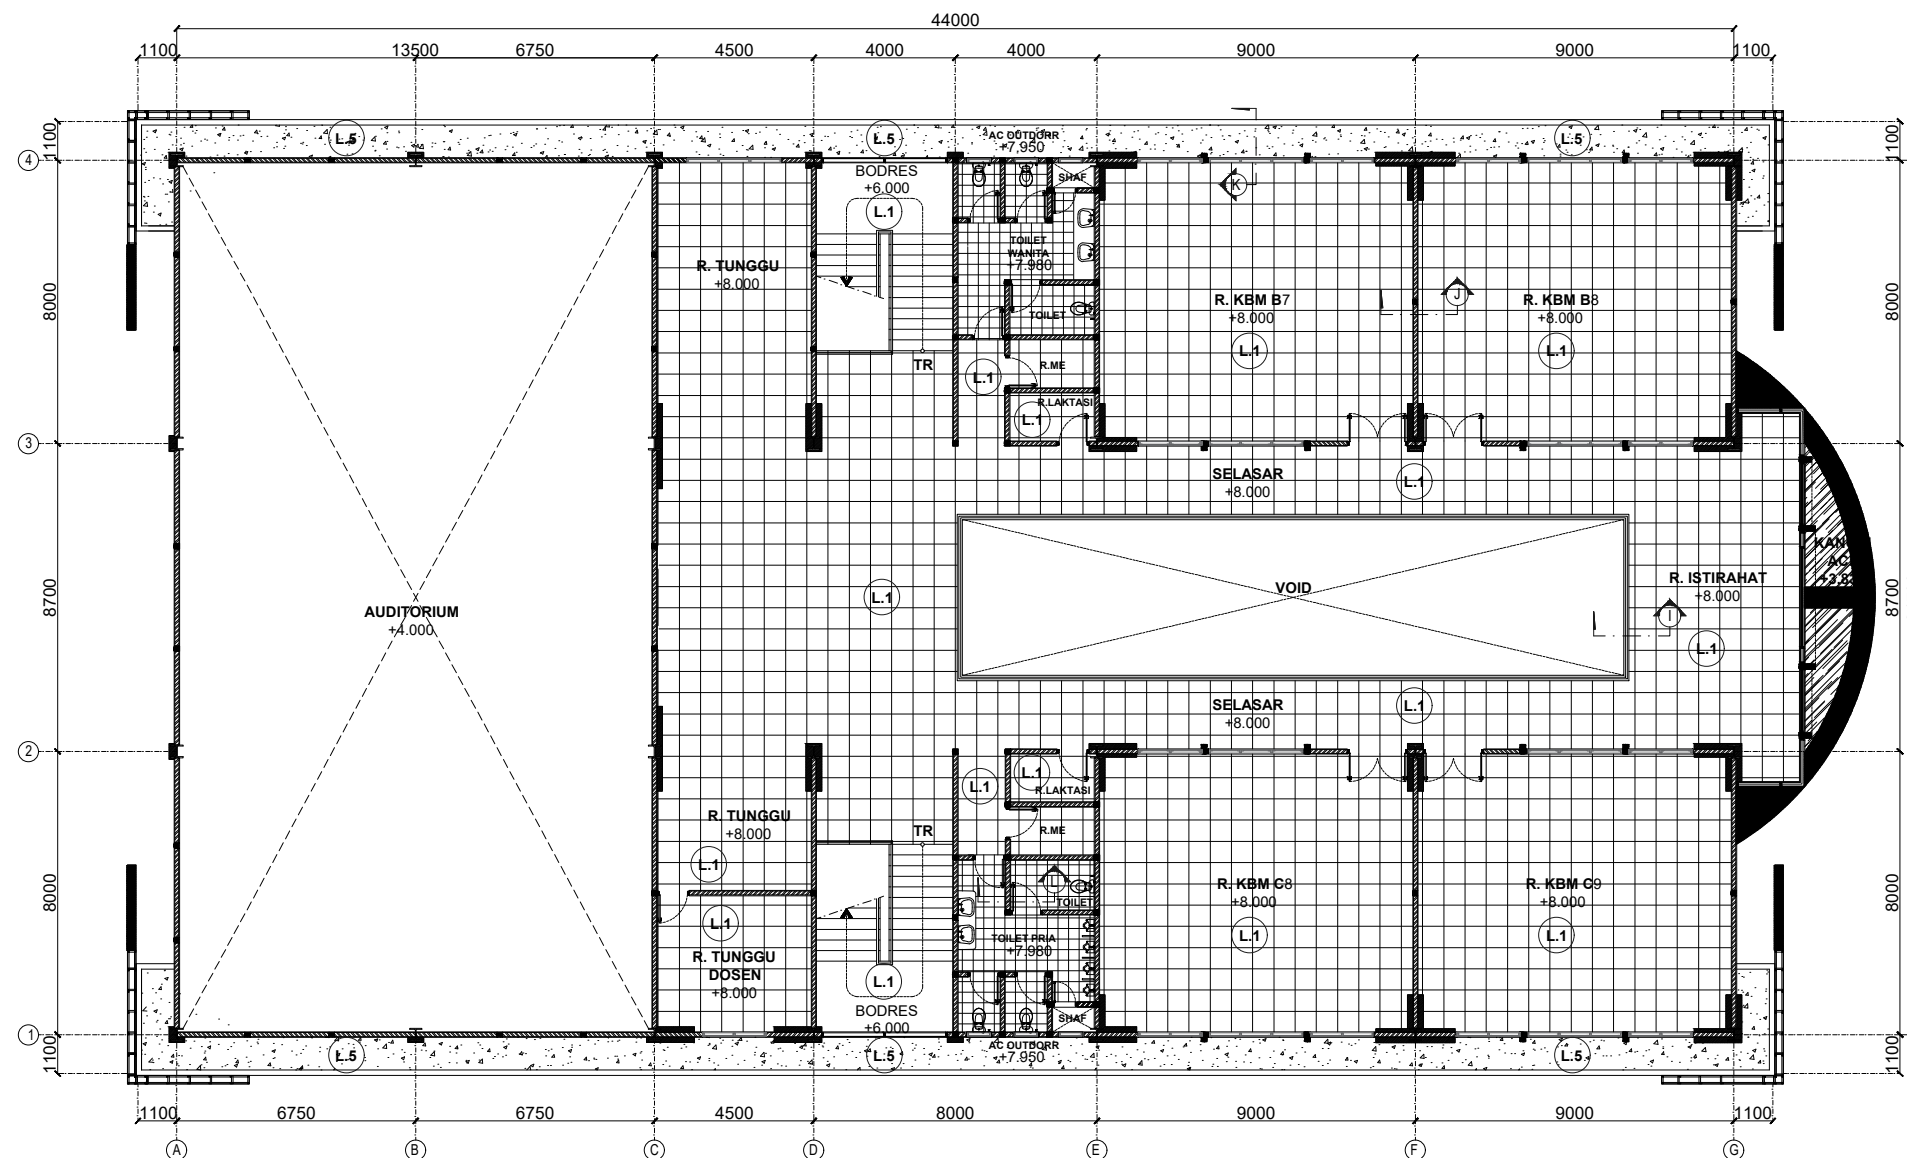 44000
1100
13500
6750
4500
4000
4000
9000
9000
1100
1100
1100
L.5
L.5
AC OUTDORR
+7.950
L.5
4
BODRES
+6.000
SHAF
K
L.1
TOILET
WANITA
+7.980
R. TUNGGU
+8.000
8000
8000
R. KBM B7
+8.000
J
R. KBM B8
+8.000
TOILET
L.1
L.1
TR
R.ME
L.1
R.LAKTASI
L.1
3
SELASAR
+8.000
L.1
8700
8700
AC
VOID
R. ISTIRAHAT
+8.000
L.1
AUDITORIUM
+4.000
I
L.1
SELASAR
+8.000
L.1
2
L.1
L.1
R.LAKTASI
R. TUNGGU
+8.000
TR
R.ME
L.1
8000
8000
L
TOILET
R. KBM C8
+8.000
R. KBM C9
+8.000
L.1
L.1
L.1
TOILET PRIA
+7.980
R. TUNGGU
DOSEN
+8.000
L.1
BODRES
+6.000
SHAF
1
AC OUTDORR
+7.950
L.5
L.5
L.5
1100
1100
1100
6750
6750
4500
8000
9000
9000
1100
A
B
C
D
E
F
G